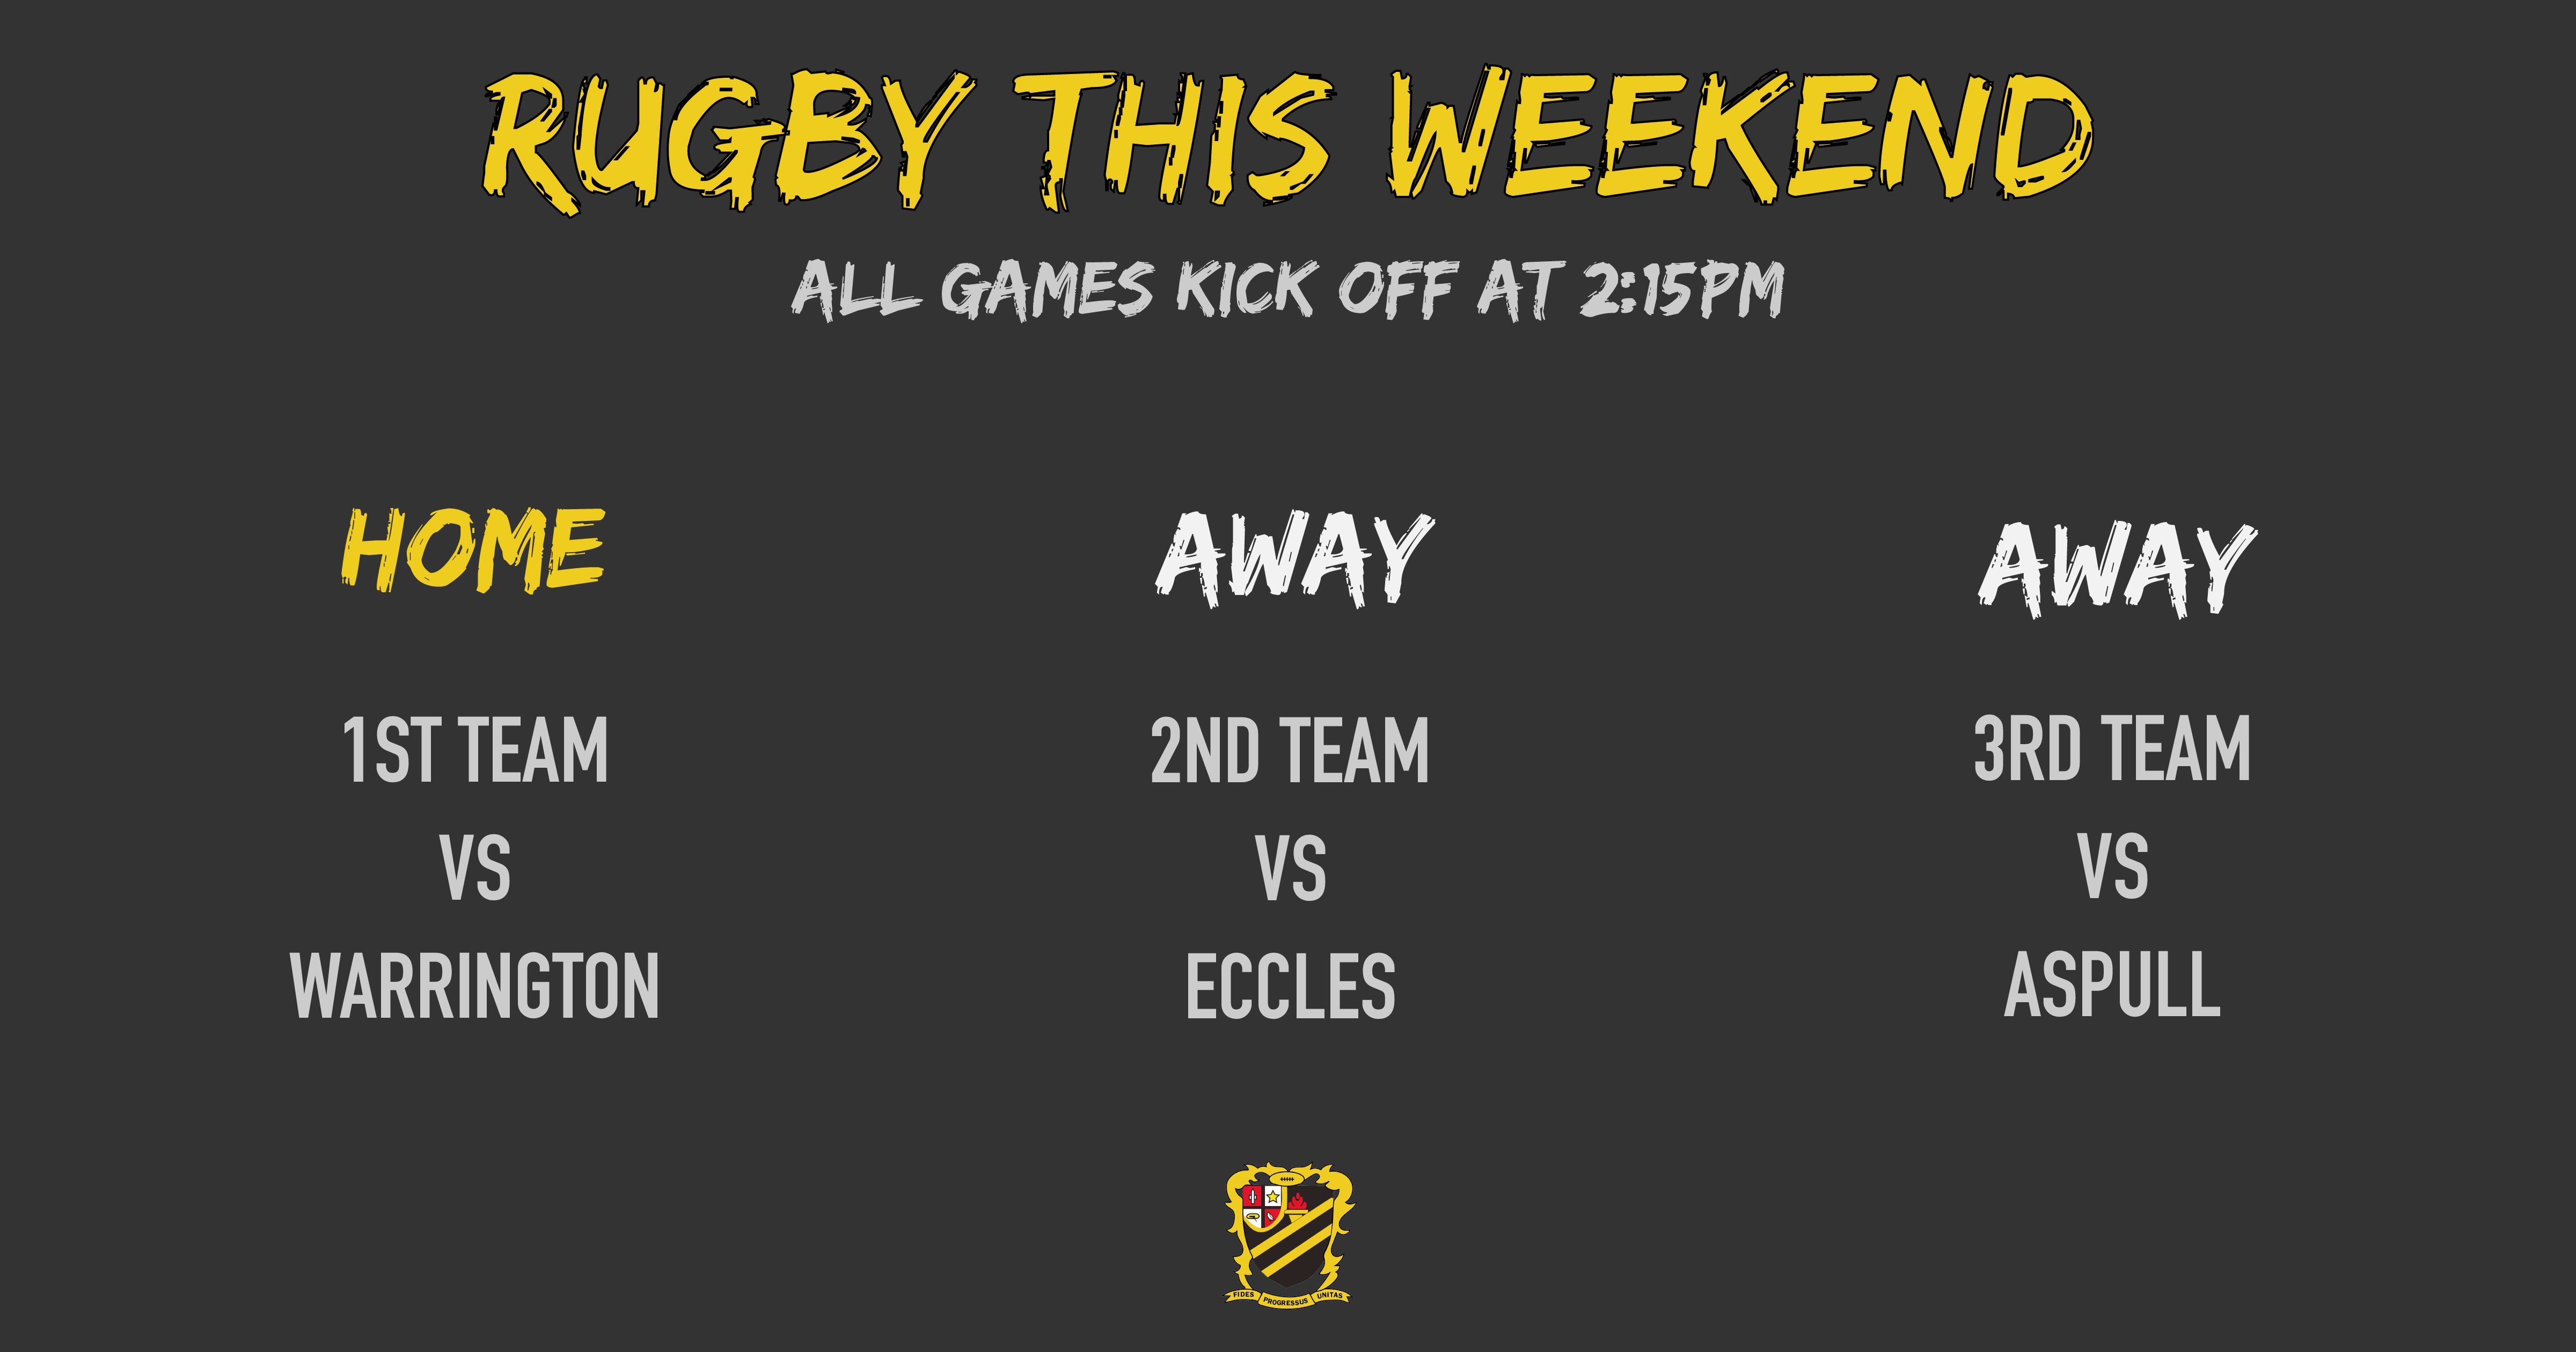 RUGBY THIS WEEKEND
ALL GAMES KICK OFF AT 2:15PM
HOME
1ST TEAM
VS
WARRINGTON
AWAY
2ND TEAM
VS
ECCLES
AWAY
3RD TEAM
VS
ASPULL
FIDES PROGRESSUS UNITAS